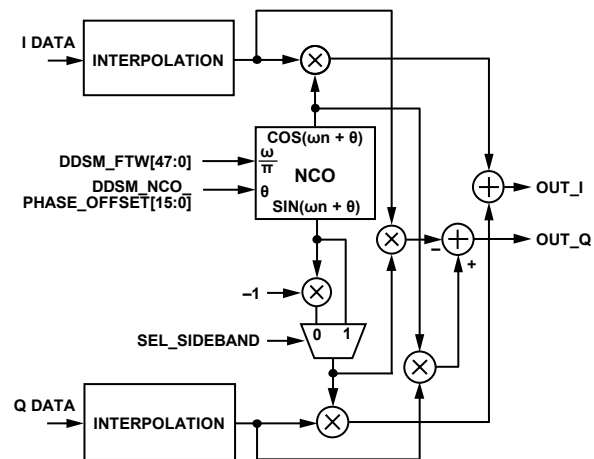 I DATA
INTERPOLATION
COS(ωn + θ)
DDSM_FTW[47:0]
ω
π
NCO
DDSM_NCO_
PHASE_OFFSET[15:0]
θ
SIN(ωn + θ)
OUT_I
–
+
OUT_Q
–1
0 1
SEL_SIDEBAND
Q DATA
INTERPOLATION